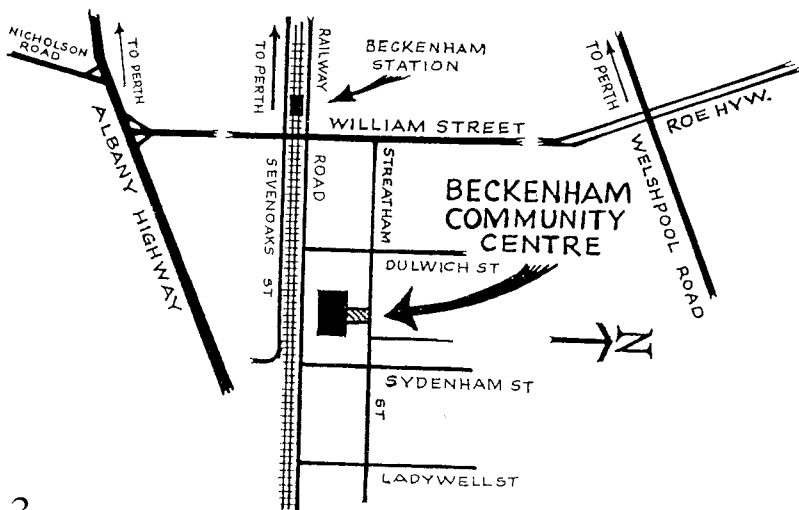 NICHOLSON
ROAD
TO PERTH
ALBANY HIGHWAY
TO PERTH
RAILWAY
ROAD
BECKENHAM
STATION
WILLIAM STREET
SEVENOAKS ST
STREATHAM
ST
BECKENHAM
COMMUNITY
CENTRE
DULWICH ST
SYDENHAM ST
LADYWELL ST
TO PERTH
ROE HYW.
WELSHPOOL ROAD
N